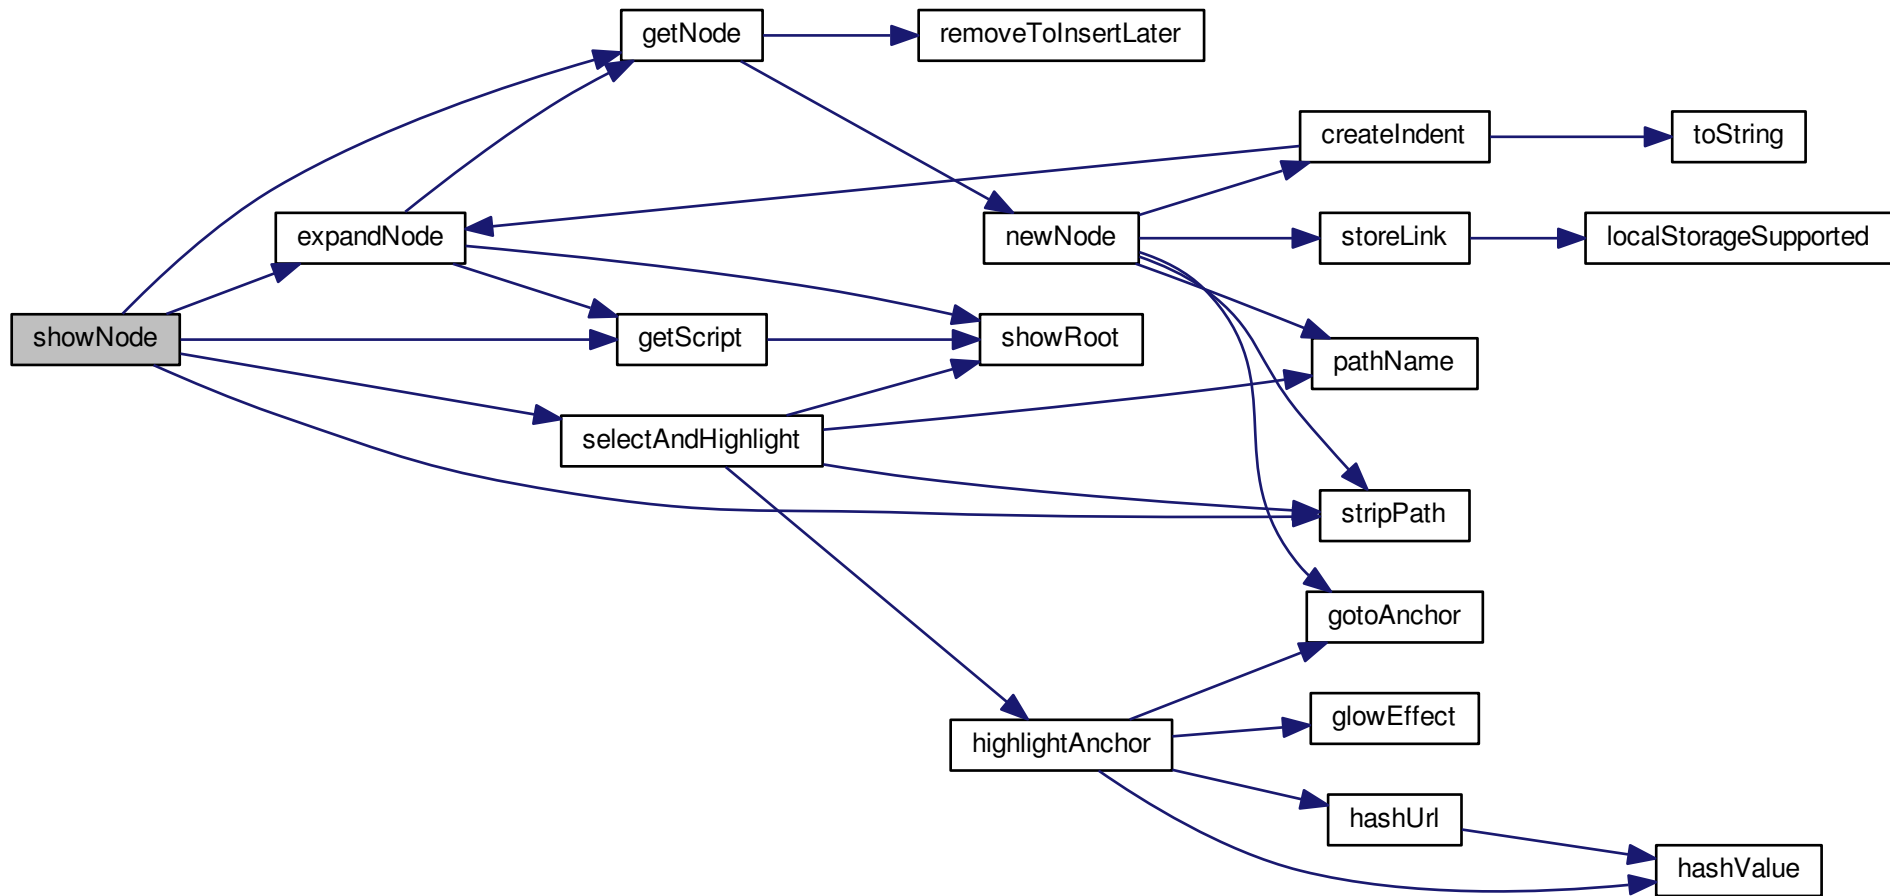 getNode
removeToInsertLater
createIndent
toString
expandNode
newNode
storeLink
localStorageSupported
showNode
getScript
showRoot
pathName
selectAndHighlight
stripPath
gotoAnchor
glowEffect
highlightAnchor
hashUrl
hashValue